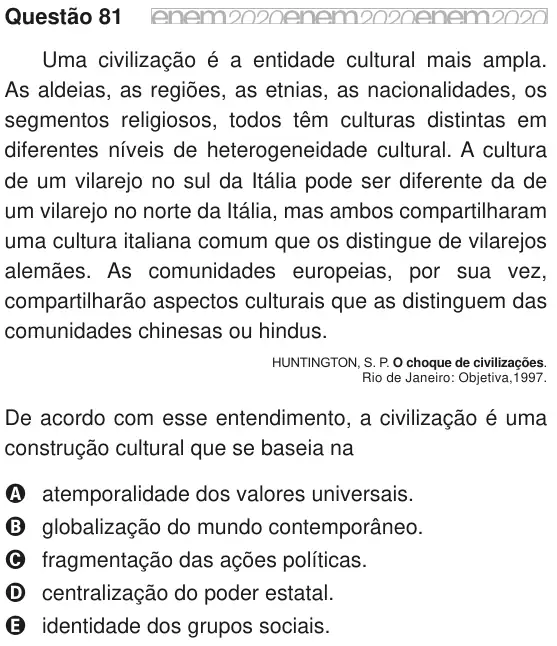 Questão 81 enem2020enem2020enem2020
Uma civilização é a entidade cultural mais ampla.
As aldeias, as regiões, as etnias, as nacionalidades, os
segmentos religiosos, todos têm culturas distintas em
diferentes níveis de heterogeneidade cultural. A cultura
de um vilarejo no sul da Itália pode ser diferente da de
um vilarejo no norte da Itália, mas ambos compartilharam
uma cultura italiana comum que os distingue de vilarejos
alemães. As comunidades europeias, por sua vez,
compartilharão aspectos culturais que as distinguem das
comunidades chinesas ou hindus.
HUNTINGTON, S. P. O choque de civilizações.
Rio de Janeiro: Objetiva,1997.
De acordo com esse entendimento, a civilização é uma
construção cultural que se baseia na
A atemporalidade dos valores universais.
B globalização do mundo contemporâneo.
C fragmentação das ações políticas.
D centralização do poder estatal.
E identidade dos grupos sociais.